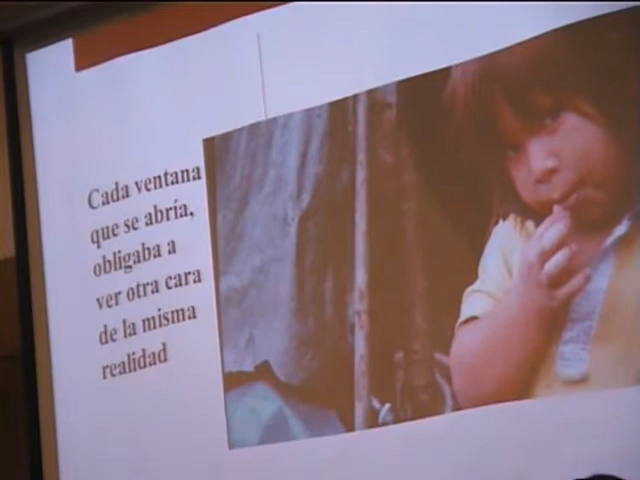 Cada ventana
que se abría,
obligaba a
ver otra cara
de la misma
realidad